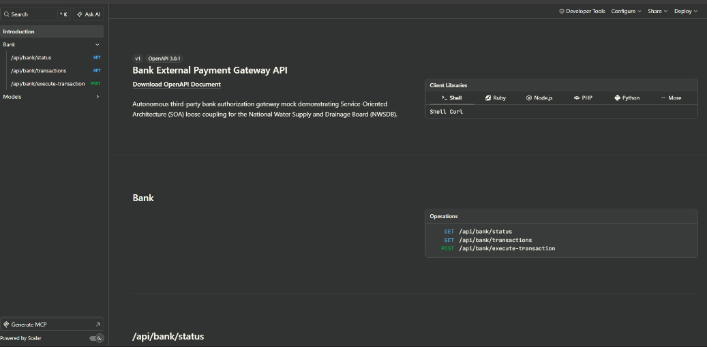 Search
K
Ask AI
Introduction
Bank
/api/bank/status GET
/api/bank/transactions GET
/api/bank/execute-transaction POST
Models
Generate MCP
Powered by Scalar
Developer Tools Configure Share Deploy
v1 OpenAPI 3.0.1
Bank External Payment Gateway API
Download OpenAPI Document
Autonomous third-party bank authorization gateway mock demonstrating Service-Oriented
Architecture (SOA) loose coupling for the National Water Supply and Drainage Board (NWSDB).
Client Libraries
Shell Ruby Node.js PHP Python More
Shell Curl
Bank
Operations
GET /api/bank/status
GET /api/bank/transactions
POST /api/bank/execute-transaction
/api/bank/status